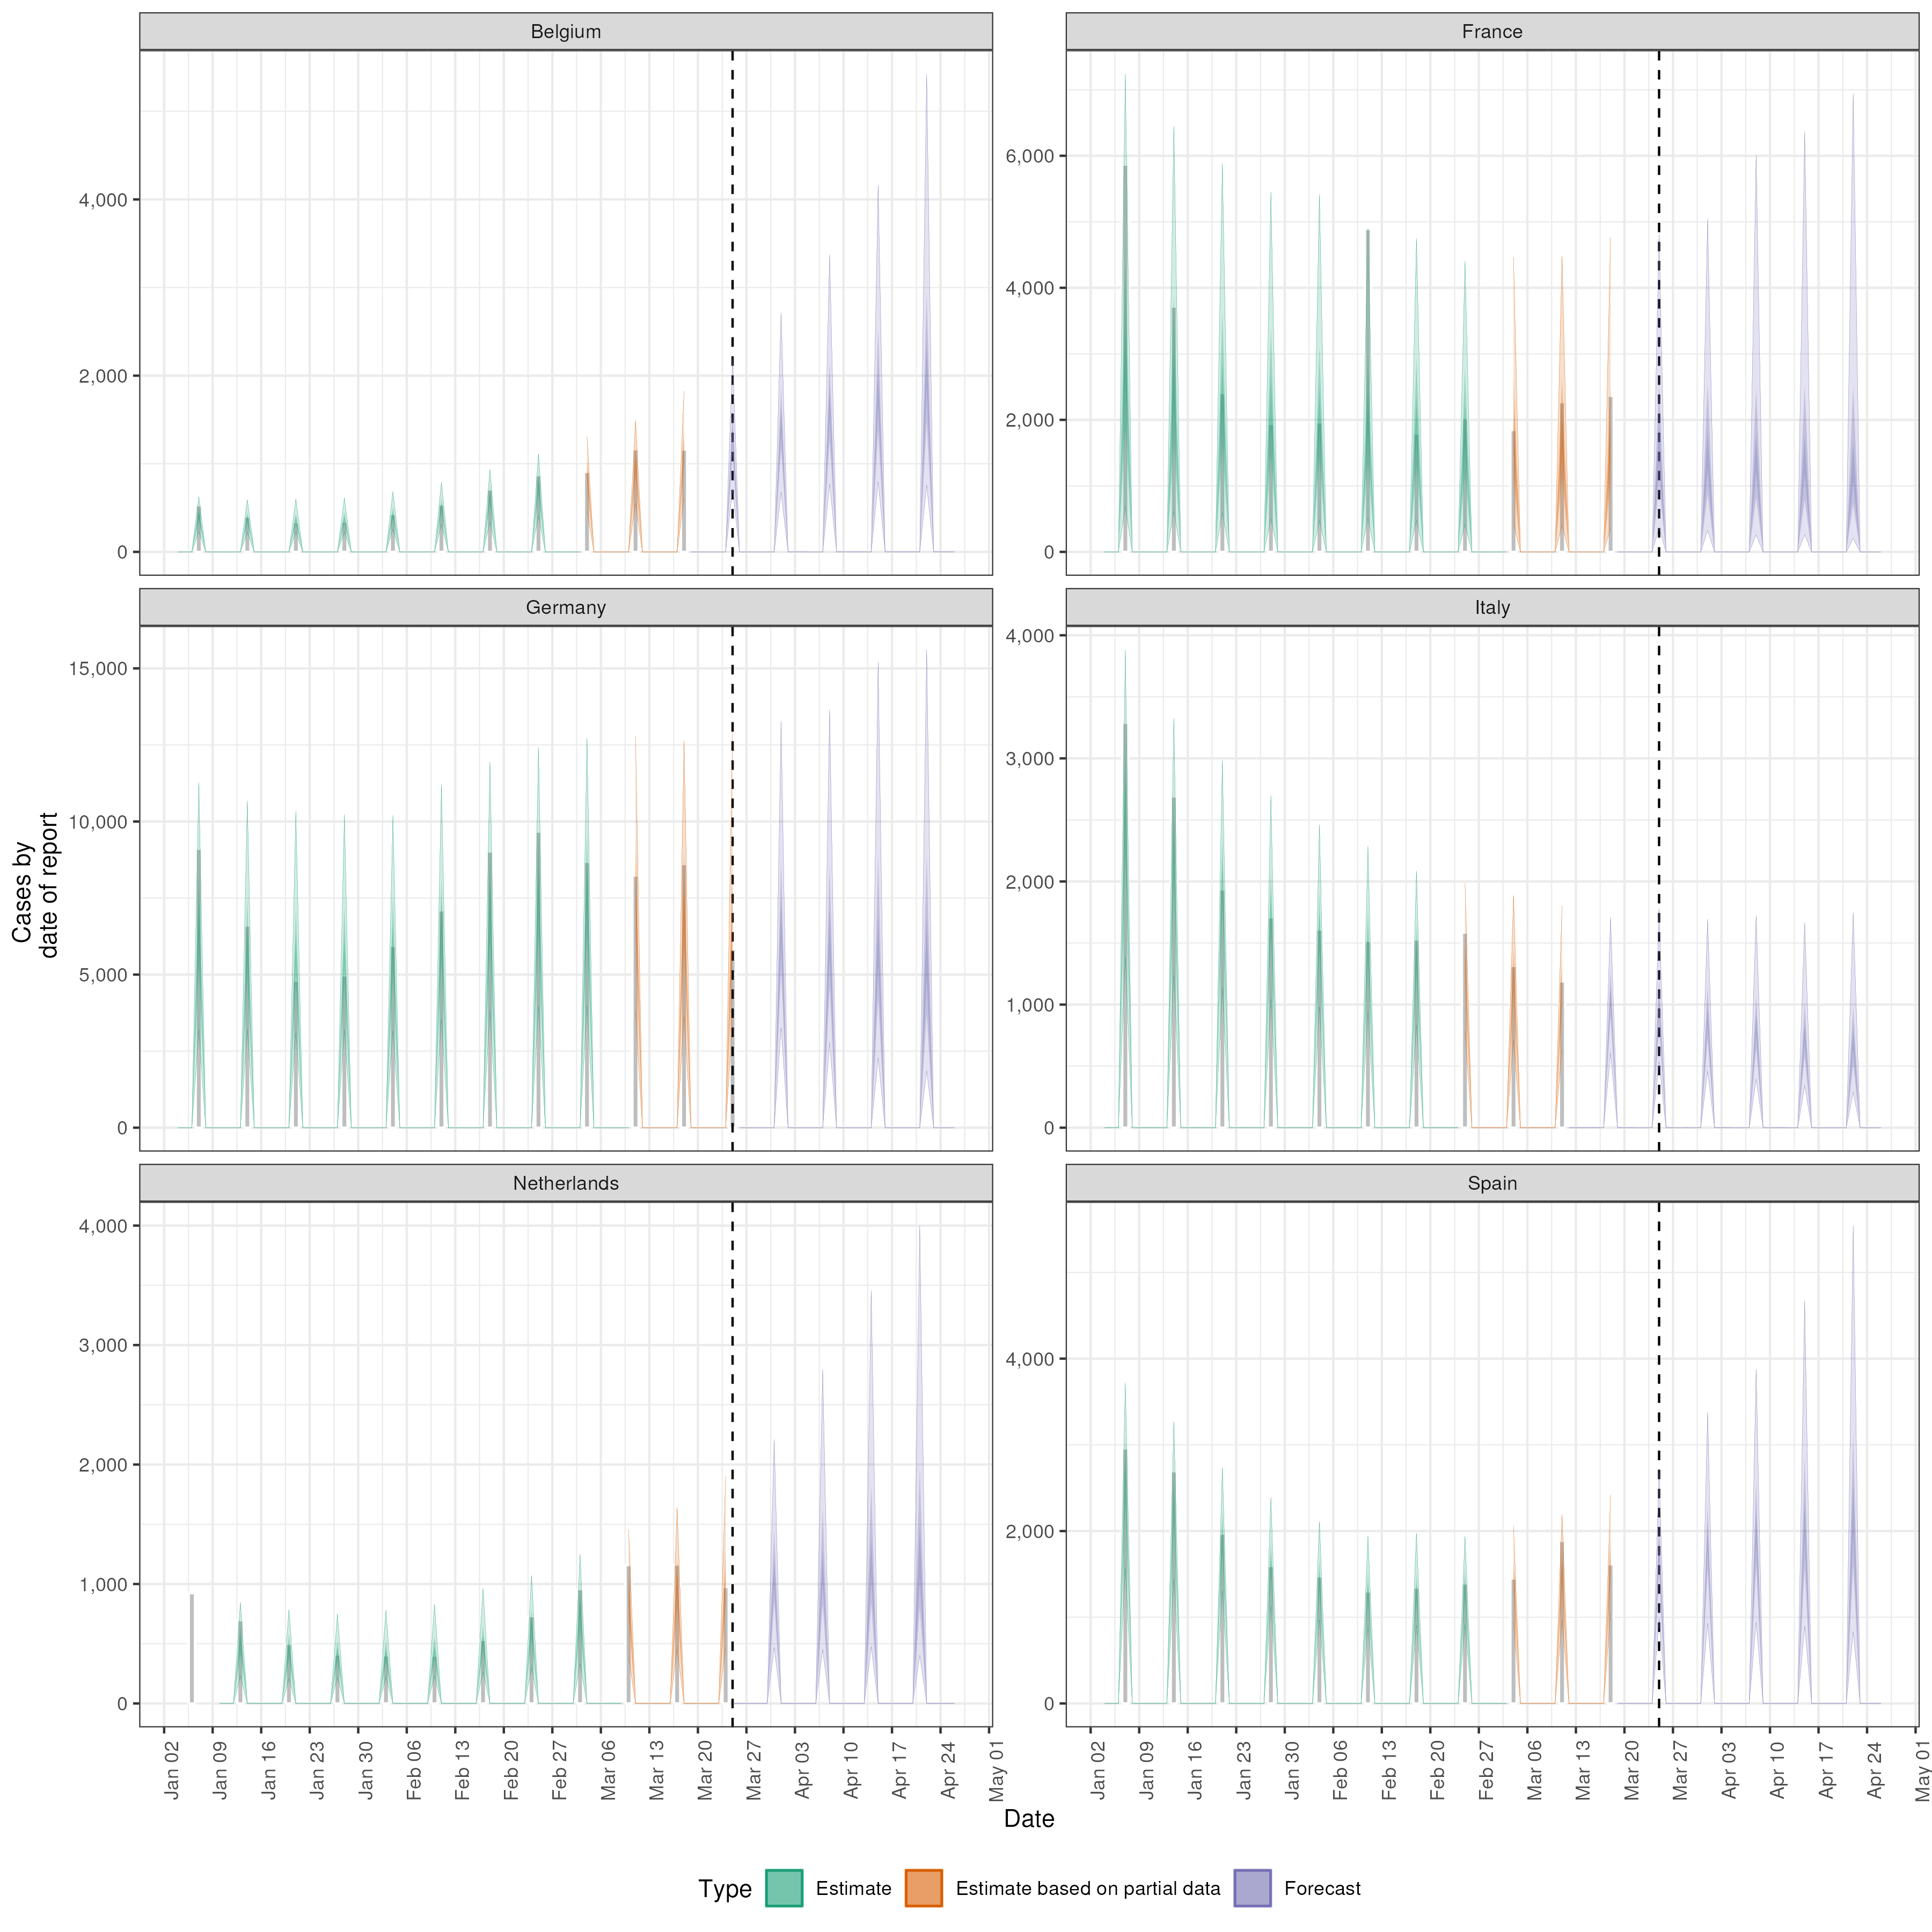 Belgium
France
4,000
2,000
0
6,000
4,000
2,000
0
Germany
Italy
15,000
10,000
5,000
0
4,000
3,000
2,000
1,000
0
Netherlands
Spain
4,000
3,000
2,000
1,000
0
4,000
2,000
0
Cases by
date of report
Jan 02
Jan 09
Jan 16
Jan 23
Jan 30
Feb 06
Feb 13
Feb 20
Feb 27
Mar 06
Mar 13
Mar 20
Mar 27
Apr 03
Apr 10
Apr 17
Apr 24
May 01
Jan 02
Jan 09
Jan 16
Jan 23
Jan 30
Feb 06
Feb 13
Feb 20
Feb 27
Mar 06
Mar 13
Mar 20
Mar 27
Apr 03
Apr 10
Apr 17
Apr 24
May 01
Date
Type
Estimate
Estimate based on partial data
Forecast